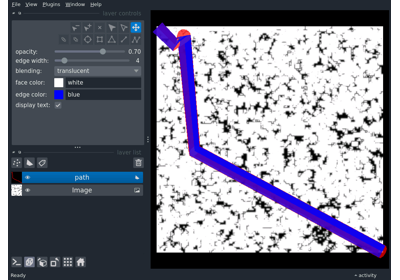 File View Plugins Window Help
layer controls
opacity: 0.70
edge width: 4
blending: translucent
face color: white
edge color: blue
display text:
layer list
path
Image
Ready activity